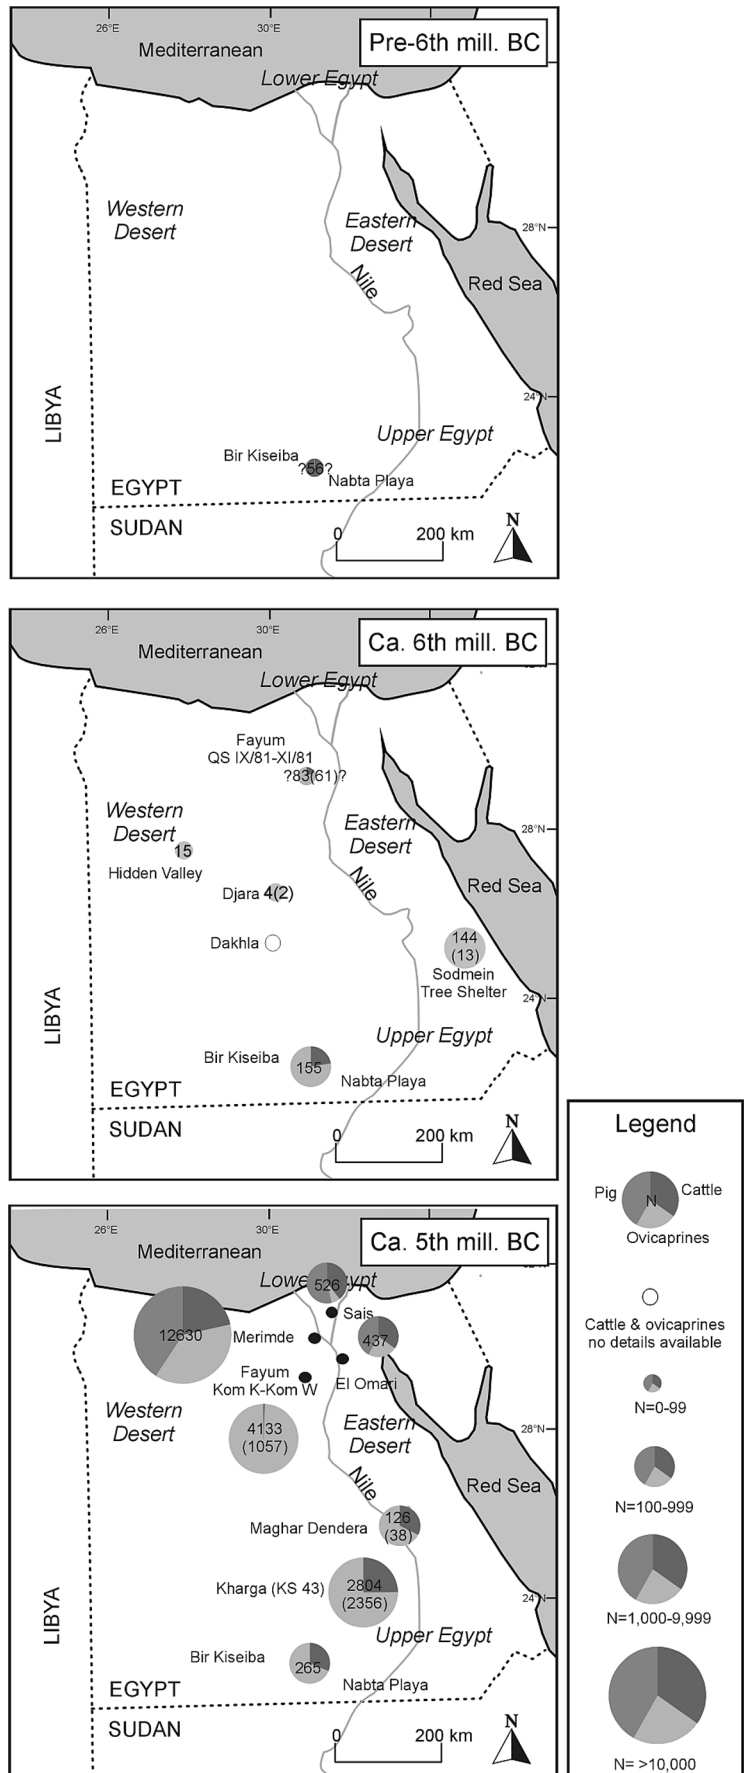 26°E
30°E
Mediterranean
Pre-6th mill. BC
Lower Egypt
Western
Desert
Eastern
Desert
28°N
Nile
Red Sea
LIBYA
24°N
Upper Egypt
Bir Kiseiba
?56?
Nabta Playa
EGYPT
SUDAN
0
200 km
N
26°E
30°E
Mediterranean
Ca. 6th mill. BC
Lower Egypt
Fayum
QS IX/81-XI/81
?83(61)?
Western
Desert
15
Hidden Valley
Eastern
Desert
28°N
Nile
Djara 4(2)
Red Sea
Dakhla
144
(13)
Sodmein
Tree Shelter
LIBYA
24°N
Upper Egypt
Bir Kiseiba
155
Nabta Playa
EGYPT
SUDAN
0
200 km
N
26°E
30°E
Mediterranean
Ca. 5th mill. BC
Lower Egypt
526
Sais
12630
Merimde
437
El Omari
Fayum
Kom K-Kom W
Western
Desert
4133
(1057)
Eastern
Desert
28°N
Nile
Red Sea
Maghar Dendera
126
(38)
Kharga (KS 43)
2804
(2356)
LIBYA
24°N
Upper Egypt
Bir Kiseiba
265
Nabta Playa
EGYPT
SUDAN
0
200 km
N
Legend
Pig
N
Cattle
Ovicaprines
Cattle & ovicaprines
no details available
N=0-99
N=100-999
N=1,000-9,999
N= >10,000